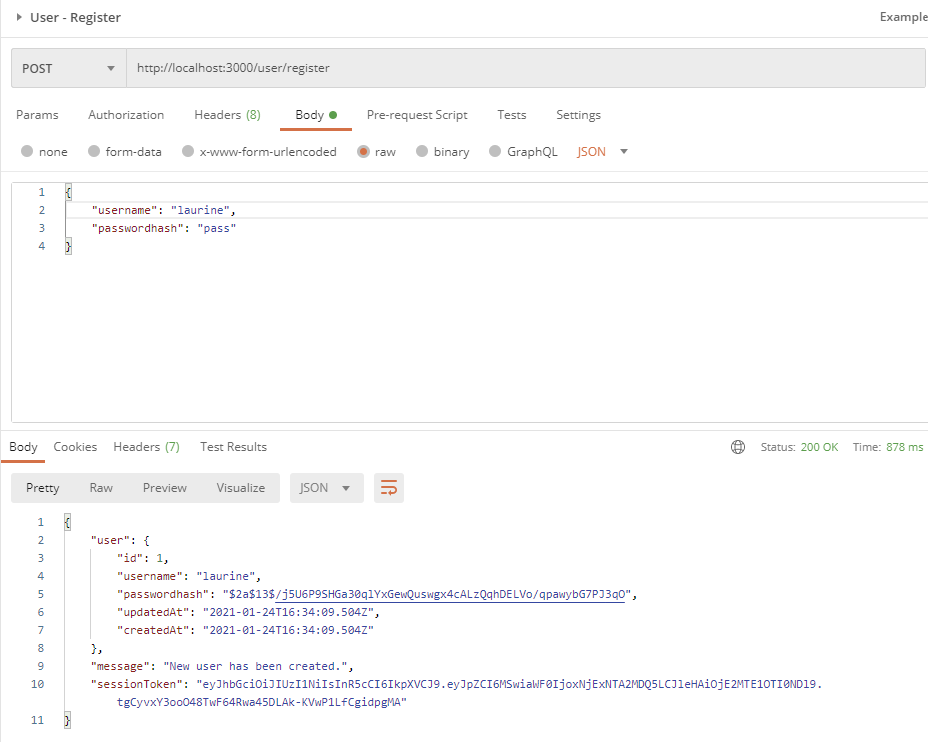 User - Register Example
POST http://localhost:3000/user/register
Params Authorization Headers (8) Body Pre-request Script Tests Settings
none form-data x-www-form-urlencoded raw binary GraphQL JSON
1 {
2 "username": "laurine",
3 "passwordhash": "pass"
4 }
Body Cookies Headers (7) Test Results Status: 200 OK Time: 878 ms
Pretty Raw Preview Visualize JSON
1 {
2 "user": {
3 "id": 1,
4 "username": "laurine",
5 "passwordhash": "$2a$13$/j5U6P9SHGa30qlYxGewQuswgx4cALzQqhDELVo/qpawybG7PJ3qO",
6 "updatedAt": "2021-01-24T16:34:09.504Z",
7 "createdAt": "2021-01-24T16:34:09.504Z"
8 },
9 "message": "New user has been created.",
10 "sessionToken": "eyJhbGciOiJIUzI1NiIsInR5cCI6IkpXVCJ9.eyJpZCI6MSwiaWF0IjoxNjExNTA2MDQ5LCJleHAiOjE2MTE1OTI0NDl9.
tgCyvxY3ooO48TwF64Rwa45DLAk-KVwP1LfCgidpgMA"
11 }